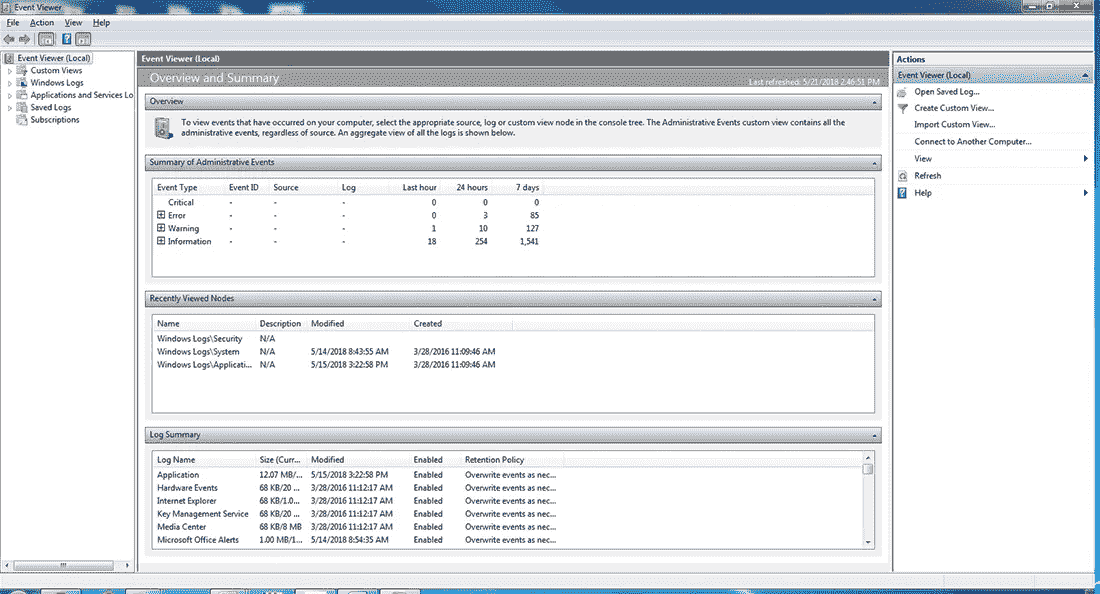 Event Viewer
File Action View Help
Event Viewer (Local)
Custom Views
Windows Logs
Applications and Services Lo
Saved Logs
Subscriptions
Event Viewer (Local)
Overview and Summary
Last refreshed: 5/21/2018 2:46:51 PM
Overview
To view events that have occurred on your computer, select the appropriate source, log or custom view node in the console tree. The Administrative Events custom view contains all the
administrative events, regardless of source. An aggregate view of all the logs is shown below.
Summary of Administrative Events
Event Type Event ID Source Log Last hour 24 hours 7 days
Critical - - - 0 0 0
Error - - - 0 3 85
Warning - - - 1 10 127
Information - - - 18 254 1,541
Recently Viewed Nodes
Name Description Modified Created
Windows Logs\Security N/A
Windows Logs\System N/A 5/14/2018 8:43:55 AM 3/28/2016 11:09:46 AM
Windows Logs\Applicati... N/A 5/15/2018 3:22:58 PM 3/28/2016 11:09:46 AM
Log Summary
Log Name Size (Curr... Modified Enabled Retention Policy
Application 12.07 MB/... 5/15/2018 3:22:58 PM Enabled Overwrite events as nec...
Hardware Events 68 KB/20 ... 3/28/2016 11:12:17 AM Enabled Overwrite events as nec...
Internet Explorer 68 KB/1.0... 3/28/2016 11:12:17 AM Enabled Overwrite events as nec...
Key Management Service 68 KB/20 ... 3/28/2016 11:12:17 AM Enabled Overwrite events as nec...
Media Center 68 KB/8 MB 3/28/2016 11:12:17 AM Enabled Overwrite events as nec...
Microsoft Office Alerts 1.00 MB/1... 5/14/2018 8:54:35 AM Enabled Overwrite events as nec...
Actions
Event Viewer (Local)
Open Saved Log...
Create Custom View...
Import Custom View...
Connect to Another Computer...
View
Refresh
Help